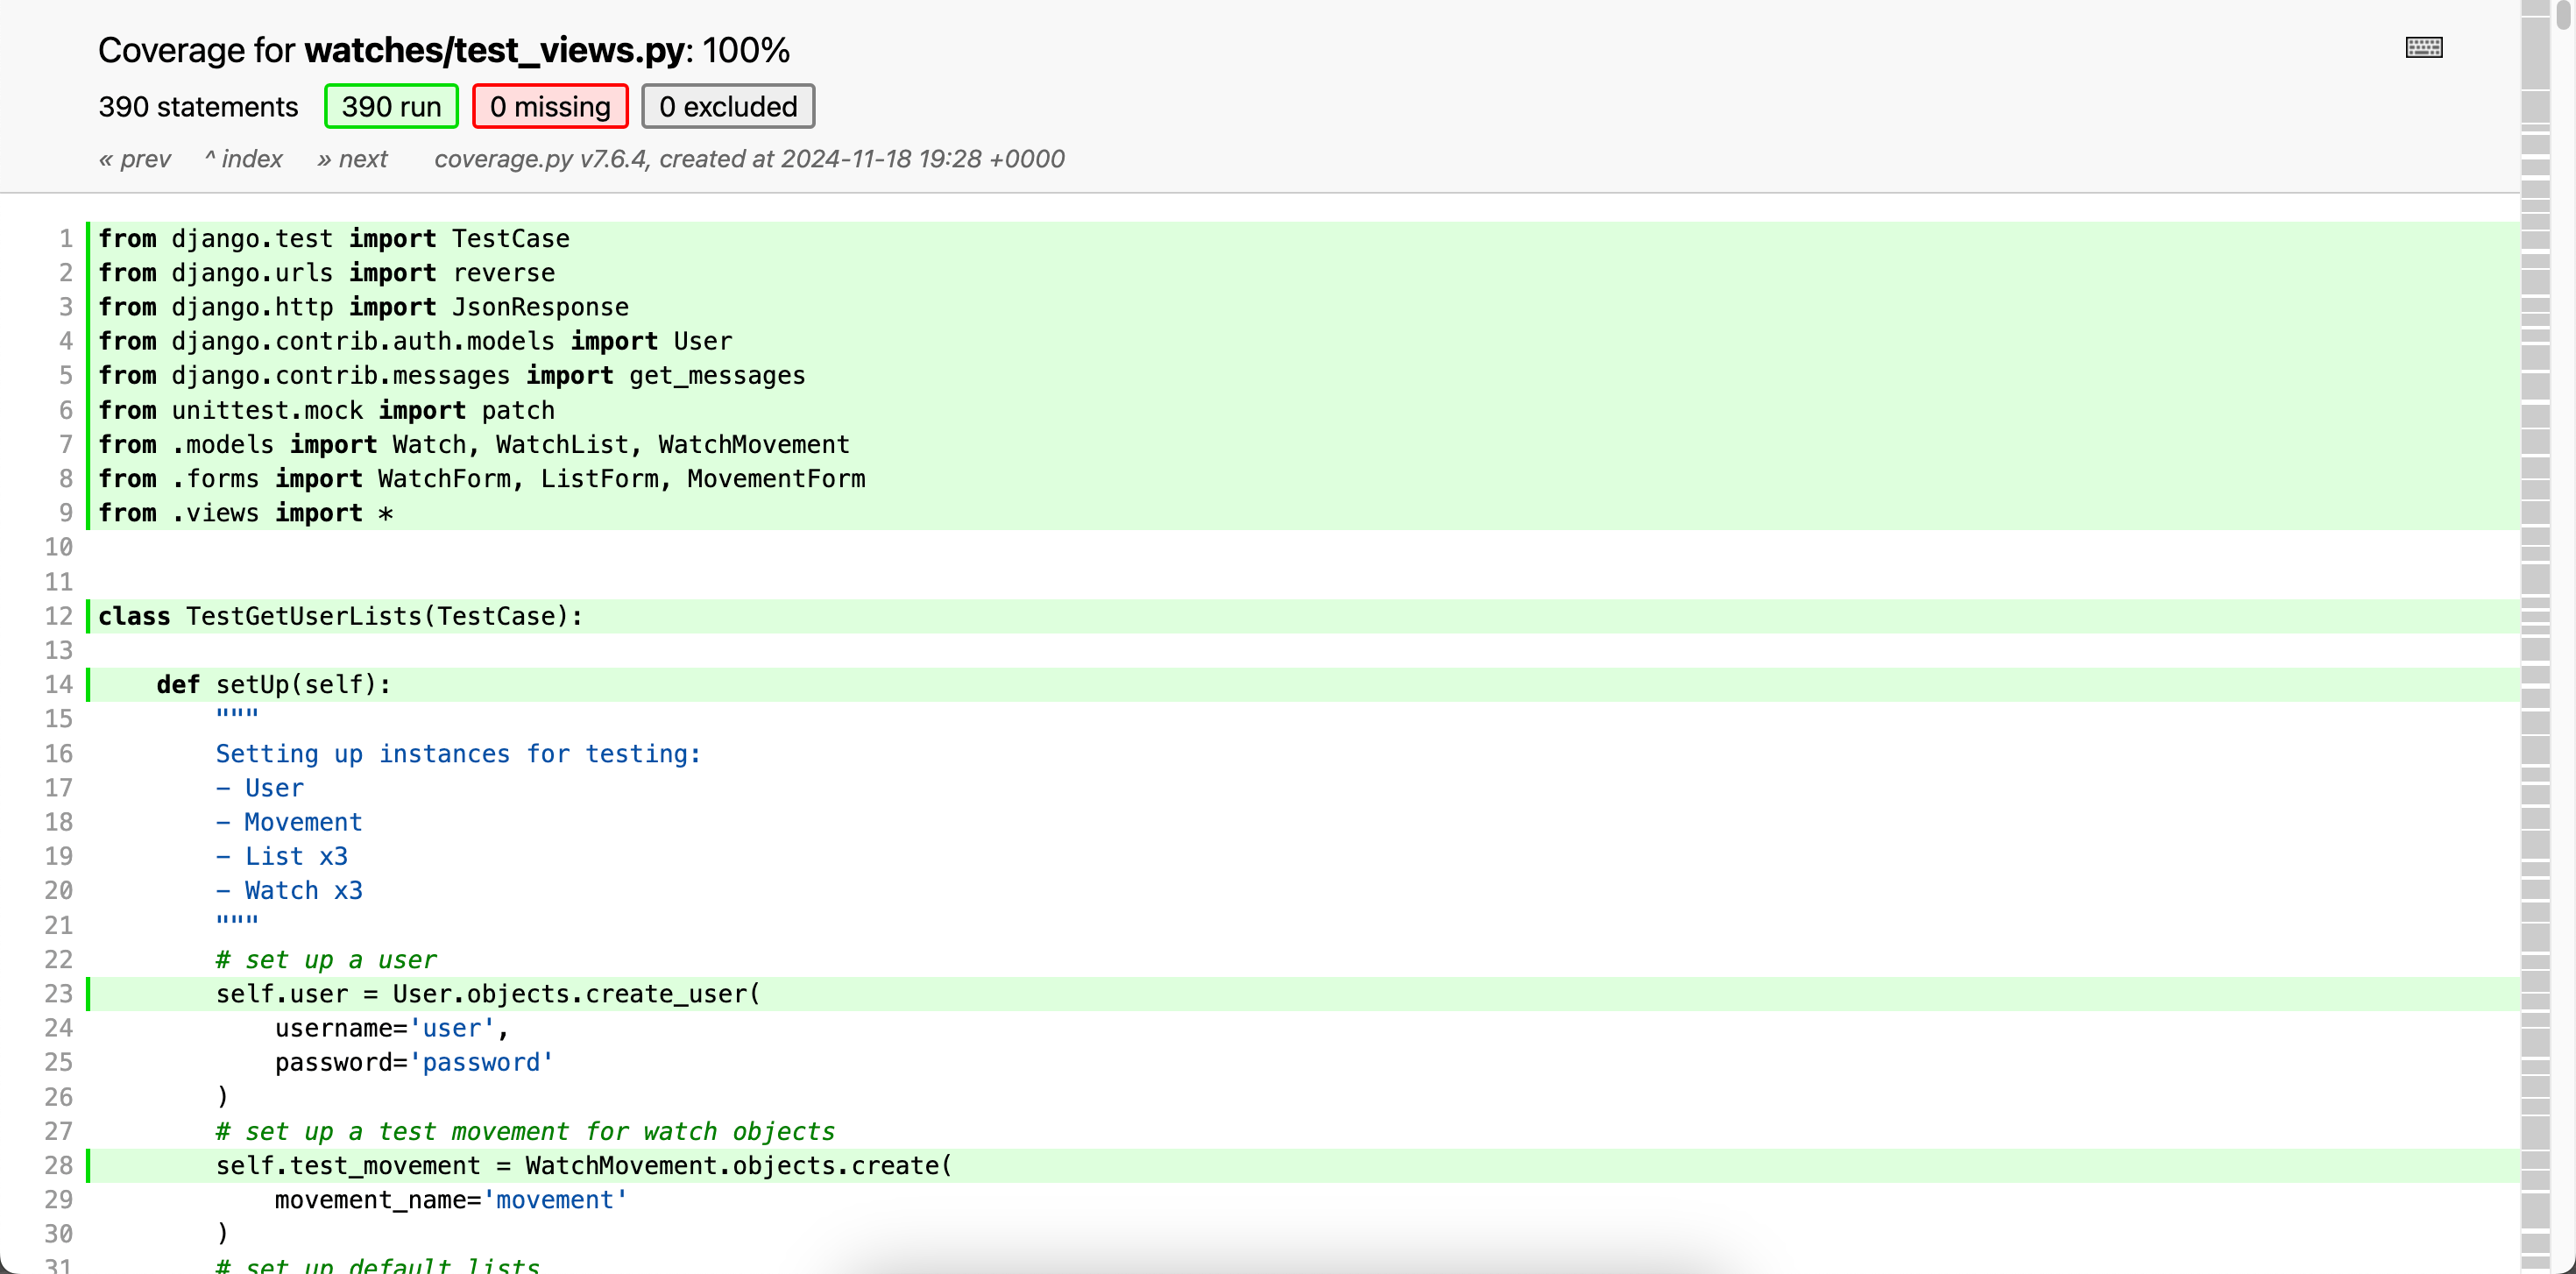 Coverage for watches/test_views.py: 100%
390 statements 390 run 0 missing 0 excluded
« prev ^ index » next coverage.py v7.6.4, created at 2024-11-18 19:28 +0000
1 from django.test import TestCase
2 from django.urls import reverse
3 from django.http import JsonResponse
4 from django.contrib.auth.models import User
5 from django.contrib.messages import get_messages
6 from unittest.mock import patch
7 from .models import Watch, WatchList, WatchMovement
8 from .forms import WatchForm, ListForm, MovementForm
9 from .views import *
10
11
12 class TestGetUserLists(TestCase):
13
14     def setUp(self):
15         """
16         Setting up instances for testing:
17         - User
18         - Movement
19         - List x3
20         - Watch x3
21         """
22         # set up a user
23         self.user = User.objects.create_user(
24             username='user',
25             password='password'
26         )
27         # set up a test movement for watch objects
28         self.test_movement = WatchMovement.objects.create(
29             movement_name='movement'
30         )
31         # set up default lists